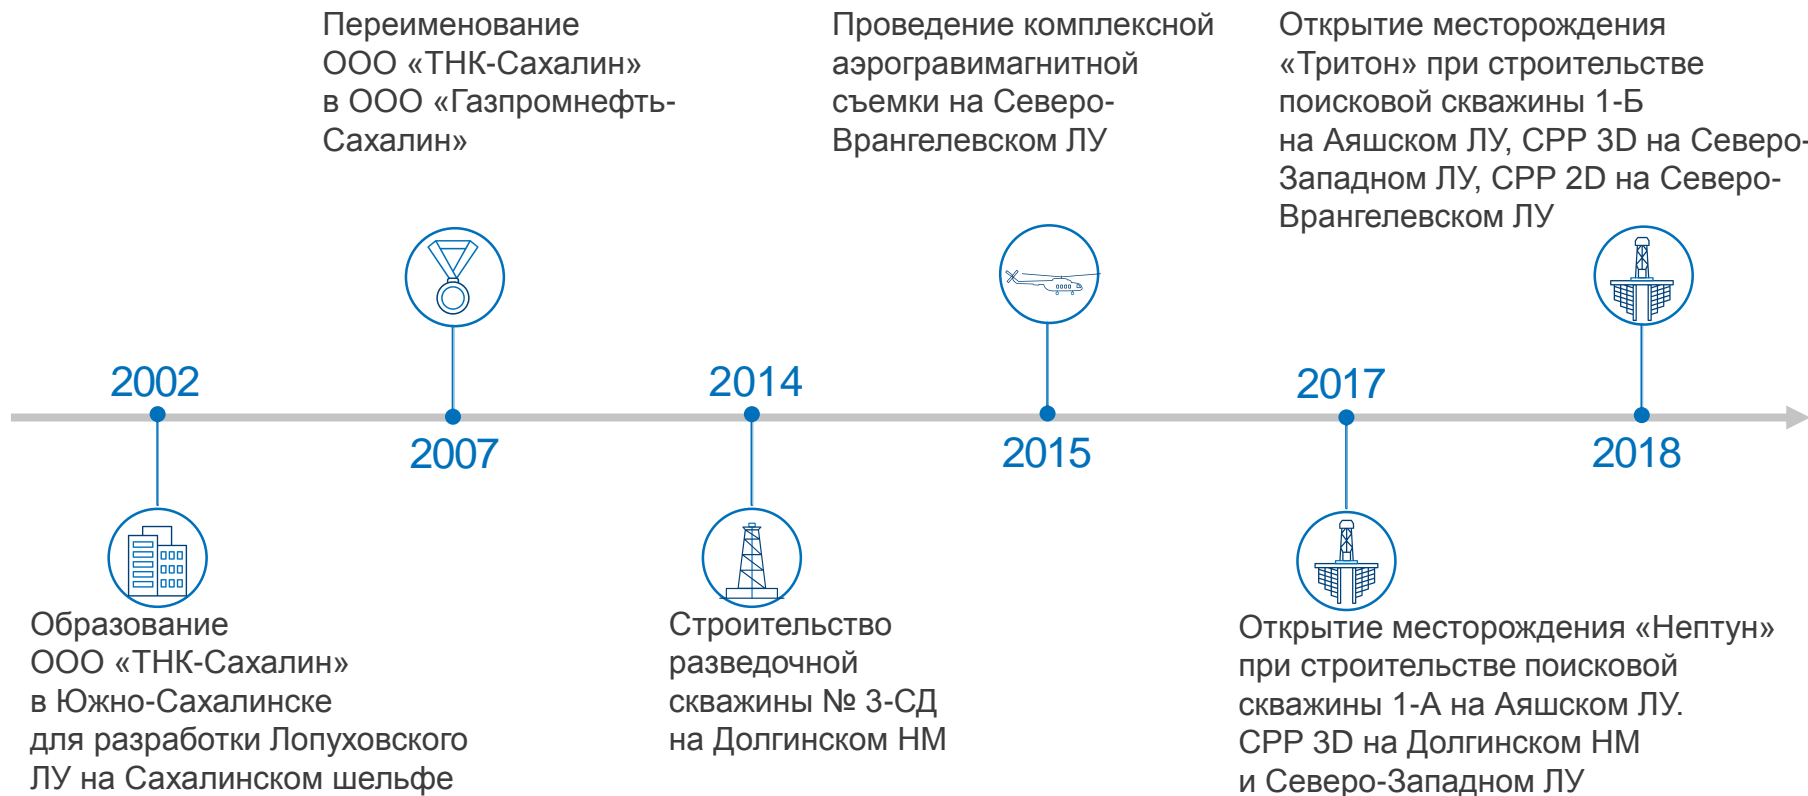 Переименование
ООО «ТНК-Сахалин»
в ООО «Газпромнефть-
Сахалин»
Проведение комплексной
аэрогравимагнитной
съемки на Северо-
Врангелевском ЛУ
Открытие месторождения
«Тритон» при строительстве
поисковой скважины 1-Б
на Аяшском ЛУ, СРР 3D на Северо-
Западном ЛУ, СРР 2D на Северо-
Врангелевском ЛУ
2002
2007
2014
2015
2017
2018
Образование
ООО «ТНК-Сахалин»
в Южно-Сахалинске
для разработки Лопуховского
ЛУ на Сахалинском шельфе
Строительство
разведочной
скважины № 3-СД
на Долгинском НМ
Открытие месторождения «Нептун»
при строительстве поисковой
скважины 1-А на Аяшском ЛУ.
СРР 3D на Долгинском НМ
и Северо-Западном ЛУ